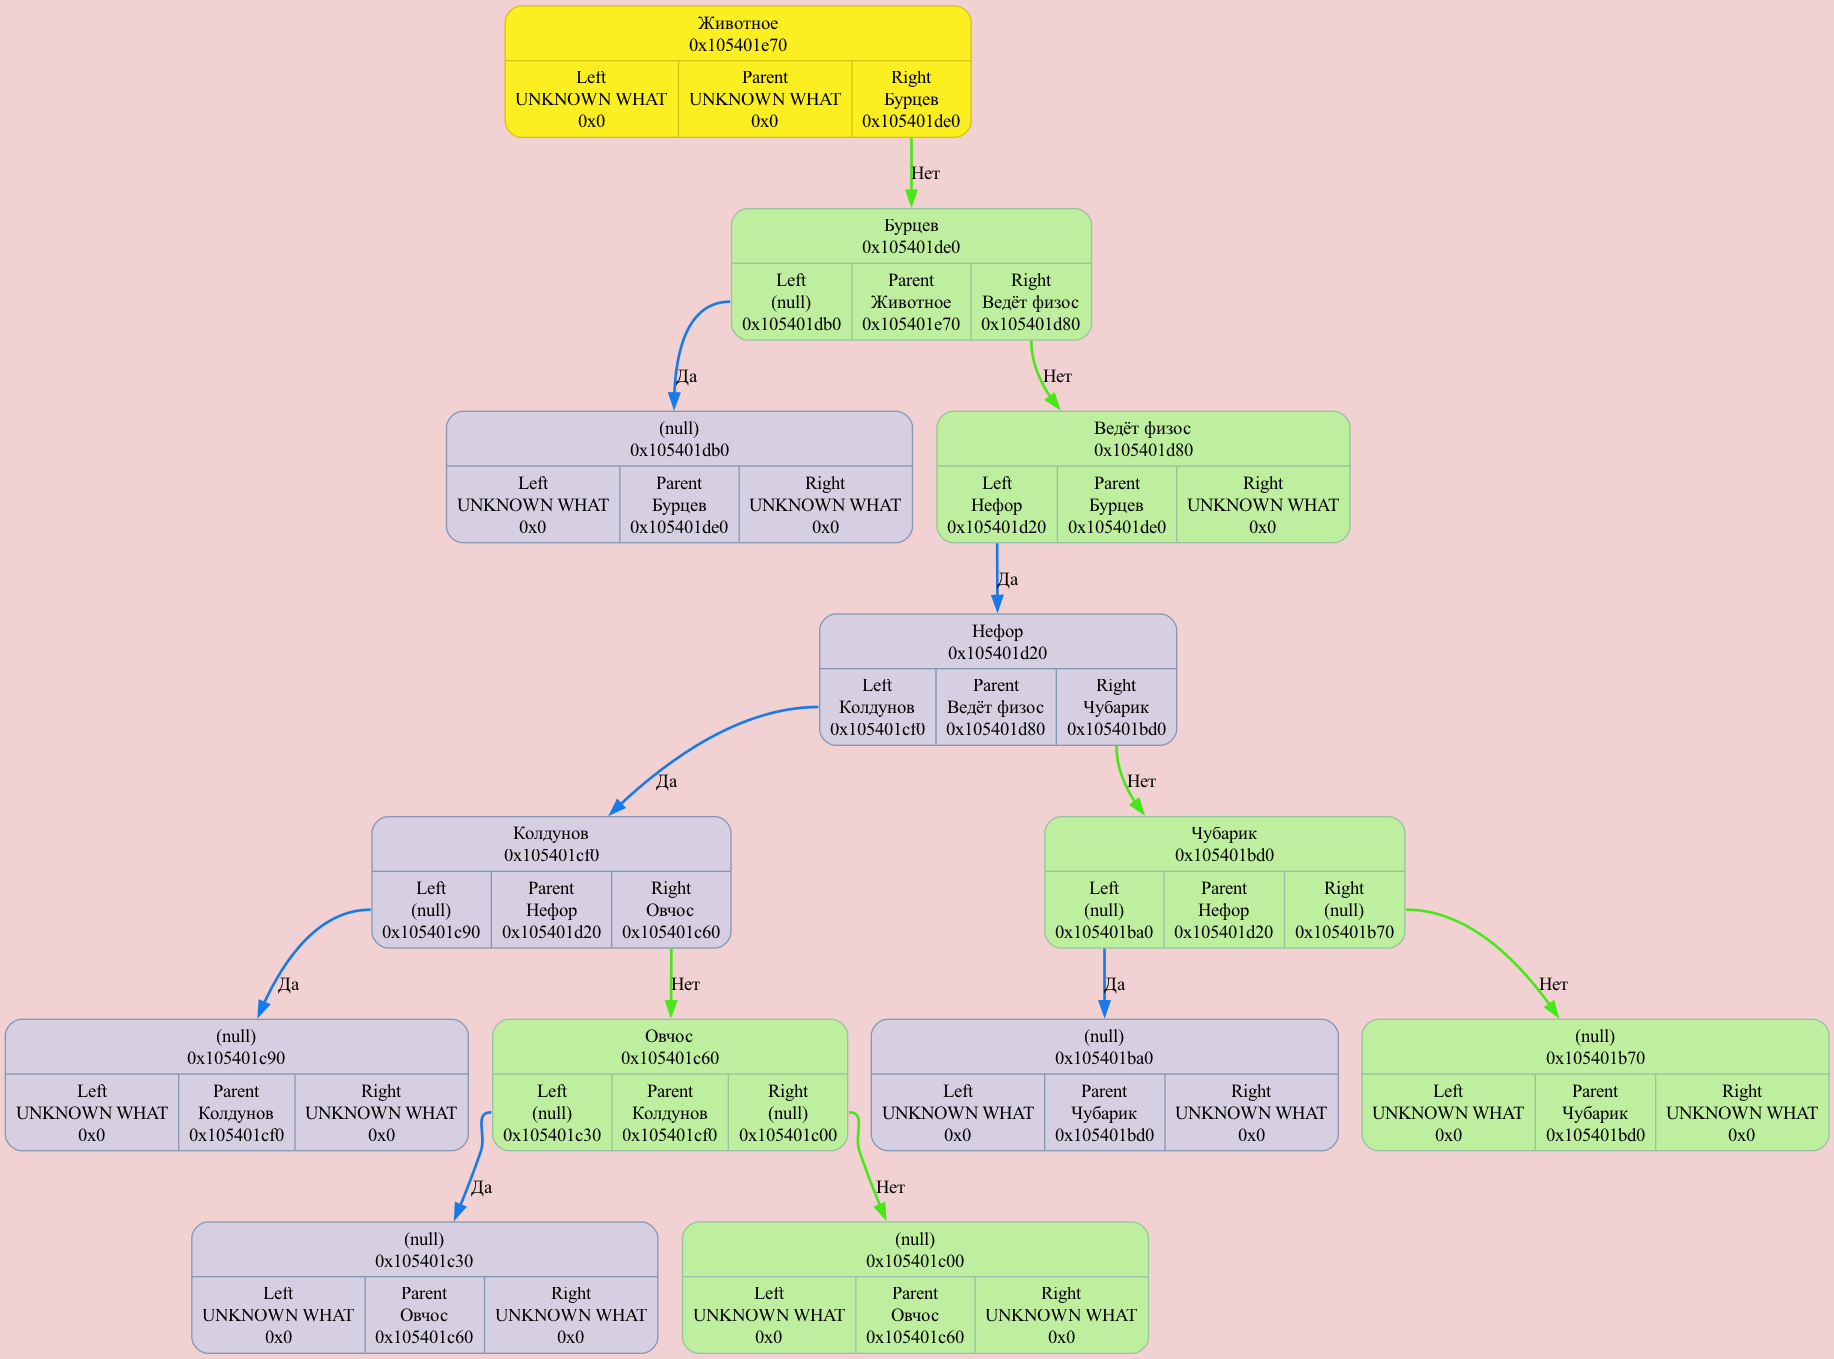 Животное
0x105401e70
Left
UNKNOWN WHAT
0x0
Parent
UNKNOWN WHAT
0x0
Right
Бурцев
0x105401de0
Нет
Бурцев
0x105401de0
Left
(null)
0x105401db0
Parent
Животное
0x105401e70
Right
Ведёт физос
0x105401d80
Да
Нет
(null)
0x105401db0
Left
UNKNOWN WHAT
0x0
Parent
Бурцев
0x105401de0
Right
UNKNOWN WHAT
0x0
Ведёт физос
0x105401d80
Left
Нефор
0x105401d20
Parent
Бурцев
0x105401de0
Right
UNKNOWN WHAT
0x0
Да
Нефор
0x105401d20
Left
Колдунов
0x105401cf0
Parent
Ведёт физос
0x105401d80
Right
Чубарик
0x105401bd0
Да
Нет
Колдунов
0x105401cf0
Left
(null)
0x105401c90
Parent
Нефор
0x105401d20
Right
Овчос
0x105401c60
Чубарик
0x105401bd0
Left
(null)
0x105401ba0
Parent
Нефор
0x105401d20
Right
(null)
0x105401b70
Да
Нет
Да
Нет
(null)
0x105401c90
Left
UNKNOWN WHAT
0x0
Parent
Колдунов
0x105401cf0
Right
UNKNOWN WHAT
0x0
Овчос
0x105401c60
Left
(null)
0x105401c30
Parent
Колдунов
0x105401cf0
Right
(null)
0x105401c00
(null)
0x105401ba0
Left
UNKNOWN WHAT
0x0
Parent
Чубарик
0x105401bd0
Right
UNKNOWN WHAT
0x0
(null)
0x105401b70
Left
UNKNOWN WHAT
0x0
Parent
Чубарик
0x105401bd0
Right
UNKNOWN WHAT
0x0
Да
Нет
(null)
0x105401c30
Left
UNKNOWN WHAT
0x0
Parent
Овчос
0x105401c60
Right
UNKNOWN WHAT
0x0
(null)
0x105401c00
Left
UNKNOWN WHAT
0x0
Parent
Овчос
0x105401c60
Right
UNKNOWN WHAT
0x0